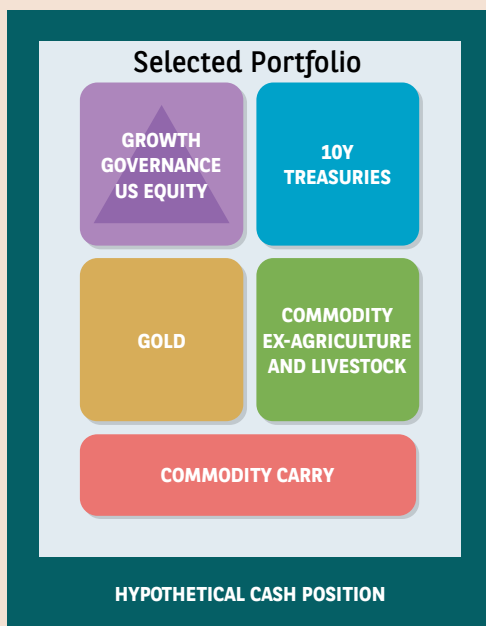 Selected Portfolio
GROWTH
GOVERNANCE
US EQUITY
10Y
TREASURIES
GOLD
COMMODITY
EX-AGRICULTURE
AND LIVESTOCK
COMMODITY CARRY
HYPOTHETICAL CASH POSITION